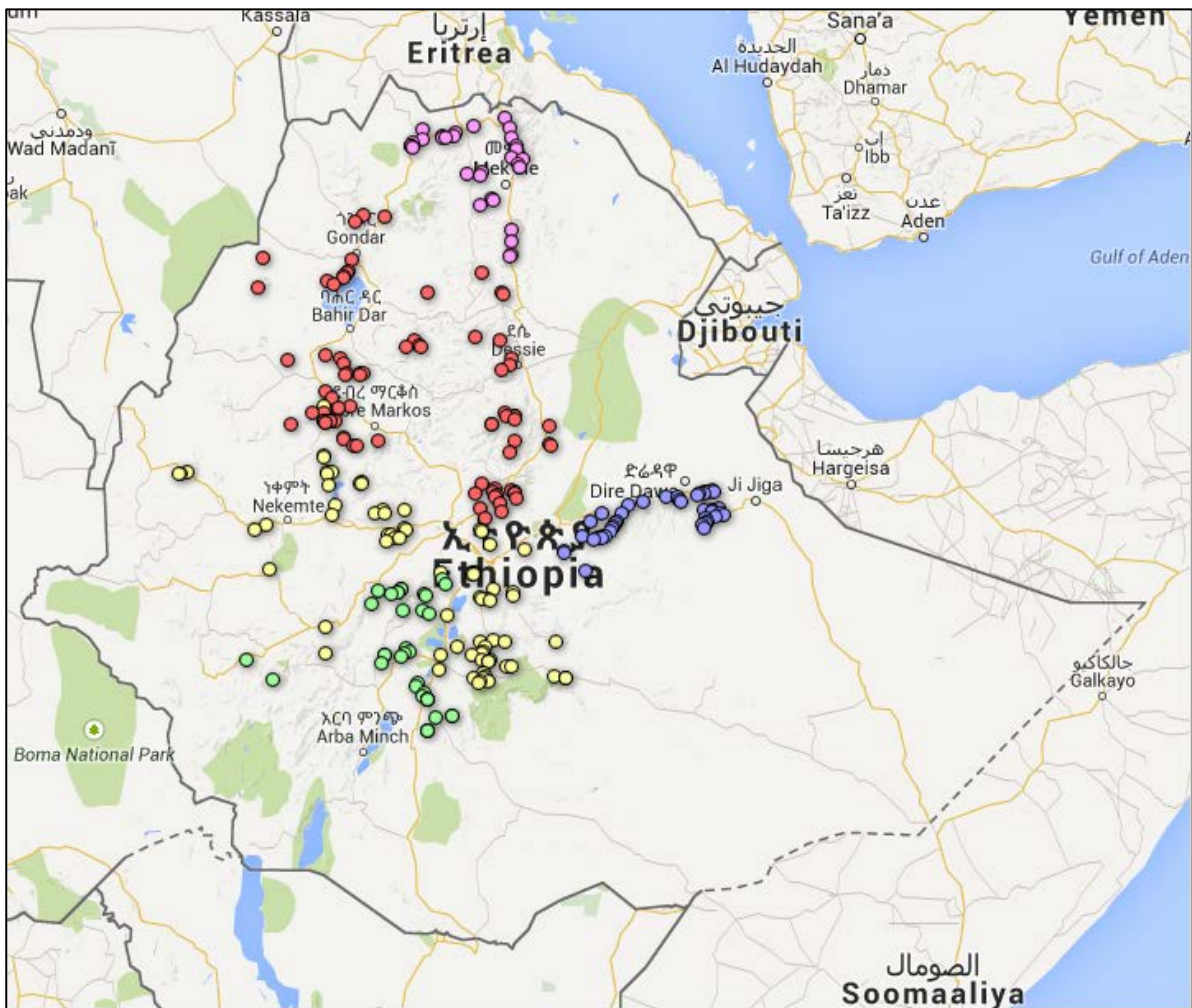 Kassala
إرتريا
Eritrea
Sana'a
Yemen
الحديدة
Al Hudaydah
ذمار
Dhamar
ودمدني
Wad Madanī
إب
Ibb
تعز
Ta'izz
عدن
Aden
Gulf of Aden
Gondar
ባሕር ዳር
Bahir Dar
جيبوتي
Djibouti
ደሴ
Dessie
ማርቆስ
Markos
هرجيسا
Hargeisa
ነቀምት
Nekemte
ድሬዳዋ
Dire Dawa
Ji Jiga
ኢትዮጵያ
Ethiopia
جالكاكيو
Galkayo
አርባ ምንጭ
Arba Minch
Boma National Park
الصومال
Soomaaliya